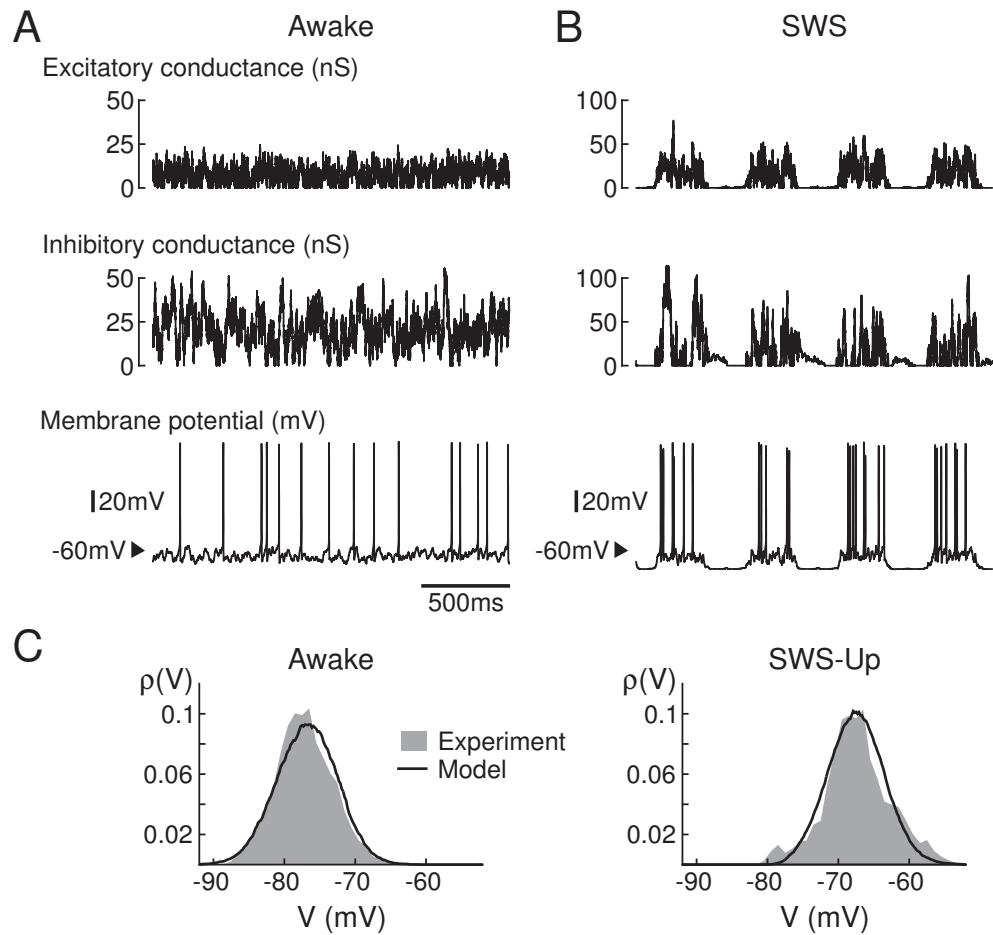 A
Awake
B
SWS
Excitatory conductance (nS)
50
25
0
100
50
0
Inhibitory conductance (nS)
50
25
0
100
50
0
Membrane potential (mV)
20mV
-60mV
20mV
-60mV
500ms
C
Awake
SWS-Up
ρ(V)
0.1
0.06
0.02
-90 -80 -70 -60
V (mV)
Experiment
Model
ρ(V)
0.1
0.06
0.02
-90 -80 -70 -60
V (mV)